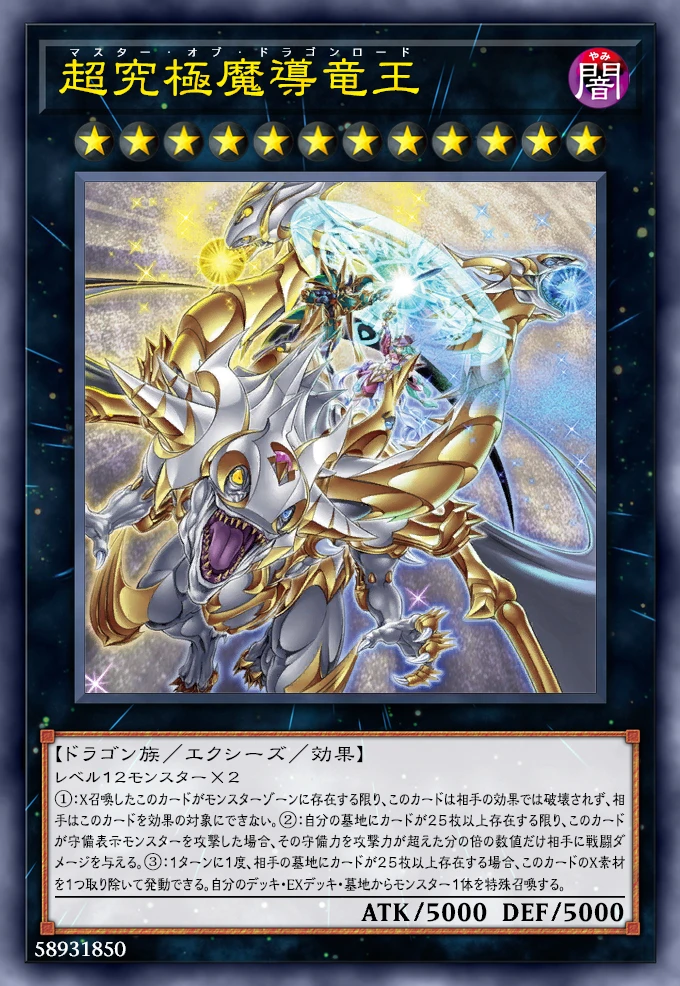 マスター・オブ・ドラゴンロード
超究極魔導竜王
やみ
闇
【ドラゴン族／エクシーズ／効果】
レベル12モンスター×2
①:X召喚したこのカードがモンスターゾーンに存在する限り､このカードは相手の効果では破壊されず､相
手はこのカードを効果の対象にできない｡②:自分の墓地にカードが25枚以上存在する限り､このカード
が守備表示モンスターを攻撃した場合､その守備力を攻撃力が超えた分の倍の数値だけ相手に戦闘ダ
メージを与える｡③:1ターンに1度､相手の墓地にカードが25枚以上存在する場合､このカードのX素材
を1つ取り除いて発動できる｡自分のデッキ･EXデッキ･墓地からモンスター1体を特殊召喚する｡
ATK/5000 DEF/5000
58931850